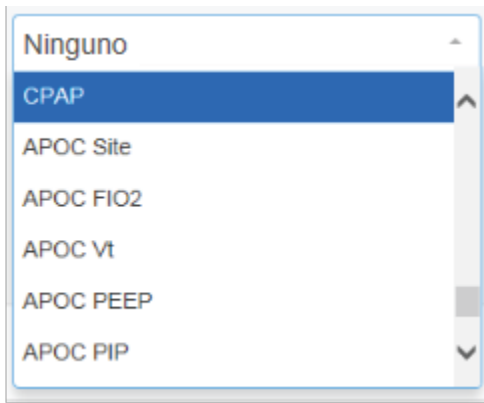 Ninguno
CPAP
APOC Site
APOC FIO2
APOC Vt
APOC PEEP
APOC PIP